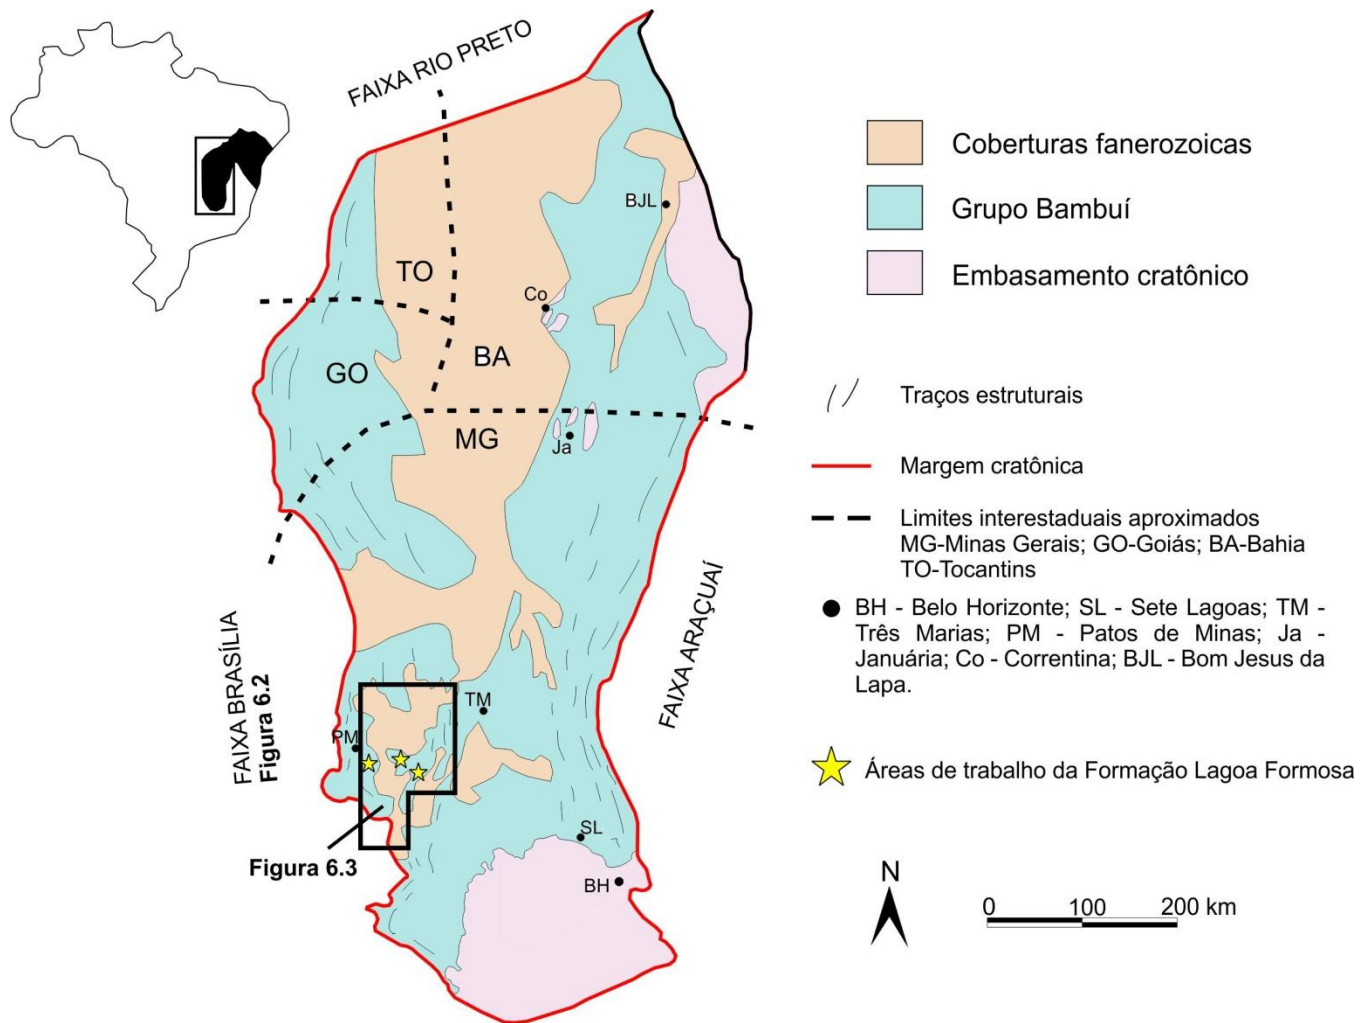 FAIXA RIO PRETO
BJL
TO
Co
GO
BA
MG
Ja
FAIXA BRASÍLIA
Figura 6.2
FAIXA ARAÇUAÍ
TM
PM
Figura 6.3
SL
BH
Coberturas fanerozoicas
Grupo Bambuí
Embasamento cratônico
Traços estruturais
Margem cratônica
Limites interestaduais aproximados
MG-Minas Gerais; GO-Goiás; BA-Bahia
TO-Tocantins
BH - Belo Horizonte; SL - Sete Lagoas; TM -
Três Marias; PM - Patos de Minas; Ja -
Januária; Co - Correntina; BJL - Bom Jesus da
Lapa.
Áreas de trabalho da Formação Lagoa Formosa
N
0 100 200 km